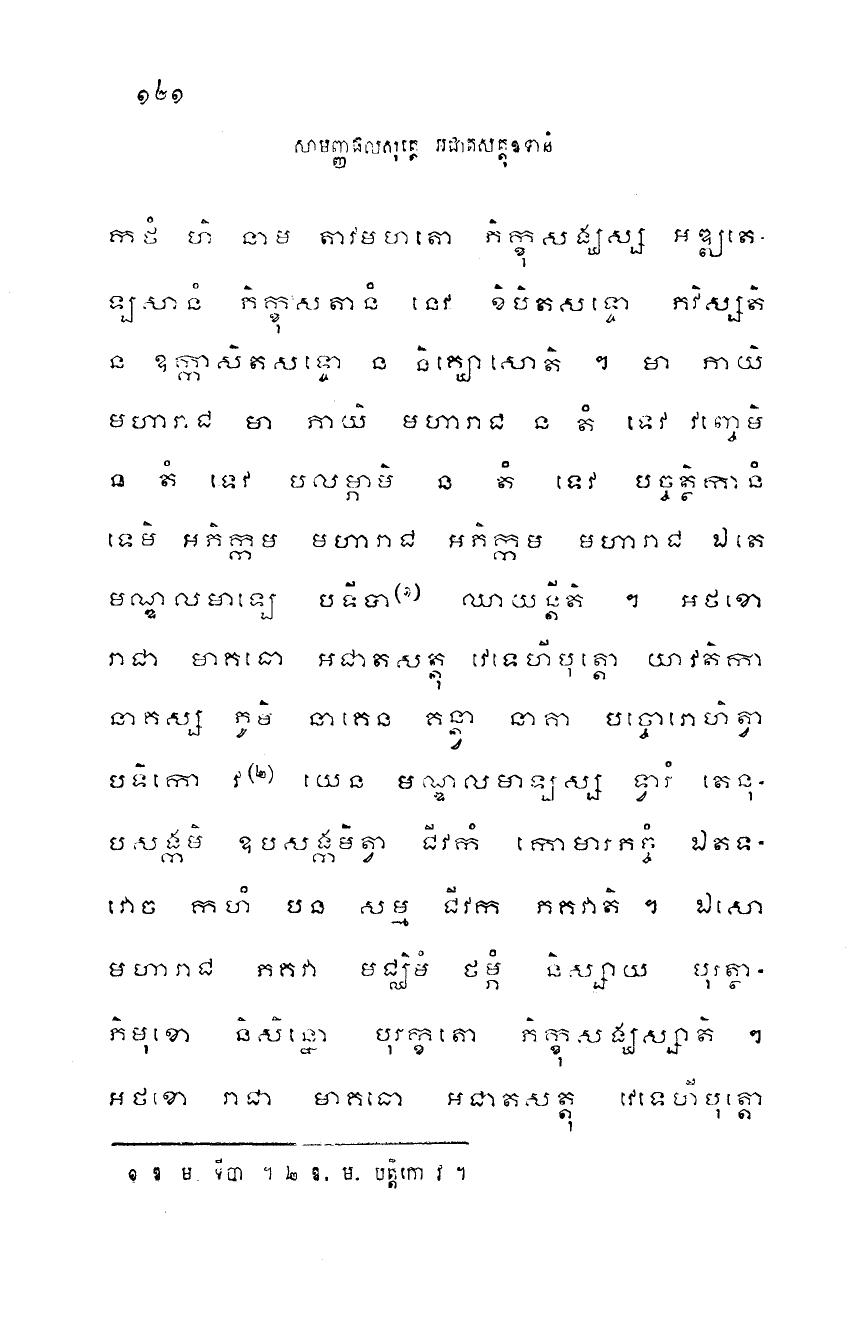 ១២១
សាមញ្ញផលសុត្តេ អជាតសត្តុឧទានំ
កថំ ហិ នាម តាវមហតោ ភិក្ខុសង្ឃស្ស អឌ្ឍតេ-
ឡសានំ ភិក្ខុសតានំ នេវ ខិបិតសទ្ទោ ភវិស្សតិ
ន ឧក្កាសិតសទ្ទោ ន និគ្ឃោសោតិ ។ មា ភាយិ
មហារាជ មា ភាយិ មហារាជ ន តំ ទេវ វញ្ចេមិ
ន តំ ទេវ បលម្ភាមិ ន តំ ទេវ បច្ចត្ថិកានំ
ទេមិ អភិក្កម មហារាជ អភិក្កម មហារាជ ឯតេ
មណ្ឌលមាឡេ បទីបា(១) ឈាយន្តីតិ ។ អថខោ
រាជា មាគធោ អជាតសត្តុ វេទេហីបុត្តោ យាវតិកា
នាគស្ស ភូមិ នាគេន គន្ត្វា នាគា បច្ចោរោហិត្វា
បទិកោ វ(២) យេន មណ្ឌលមាឡស្ស ទ្វារំ តេនុ-
បសង្កមិ ឧបសង្កមិត្វា ជីវកំ កោមារភច្ចំ ឯតទ-
វោច កហំ បន សម្ម ជីវក ភគវាតិ ។ ឯសោ
មហារាជ ភគវា មជ្ឈិមំ ថម្ភំ និស្សាយ បុរត្ថា-
ភិមុខោ និសិន្នោ បុរក្ខតោ ភិក្ខុសង្ឃស្សាតិ ។
អថខោ រាជា មាគធោ អជាតសត្តុ វេទេហីបុត្តោ
១ ឧ ម. ទីបា ។ ២ ឧ. ម. បត្តិកោ វ ។